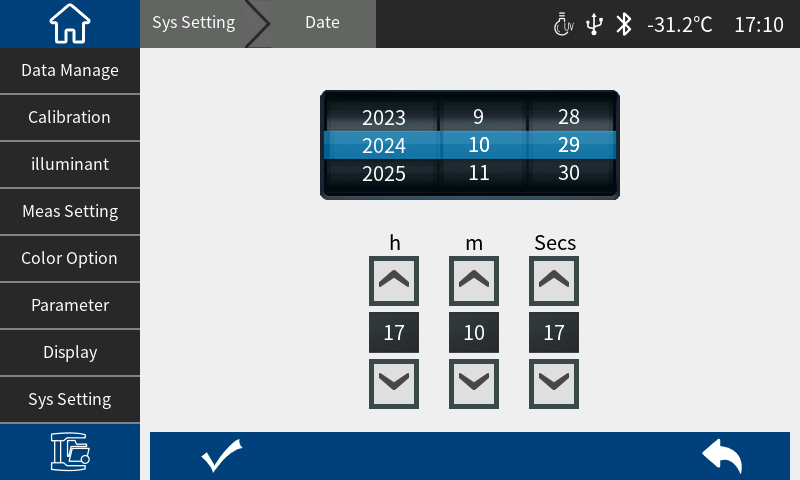 Sys Setting
Date
UV
-31.2°C
17:10
Data Manage
Calibration
illuminant
Meas Setting
Color Option
Parameter
Display
Sys Setting
2023 9 28
2024 10 29
2025 11 30
h m Secs
17 10 17